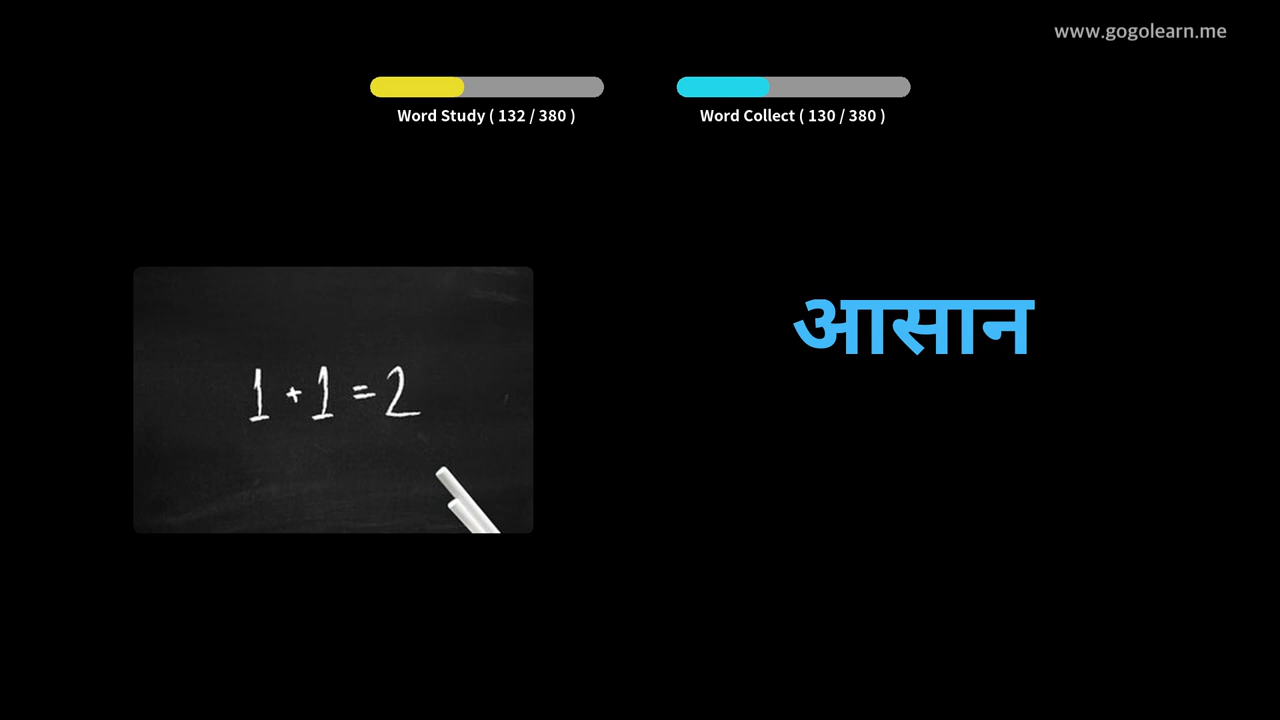 www.gogolearn.me
Word Study ( 132 / 380 )
Word Collect ( 130 / 380 )
आसान
1 + 1 = 2